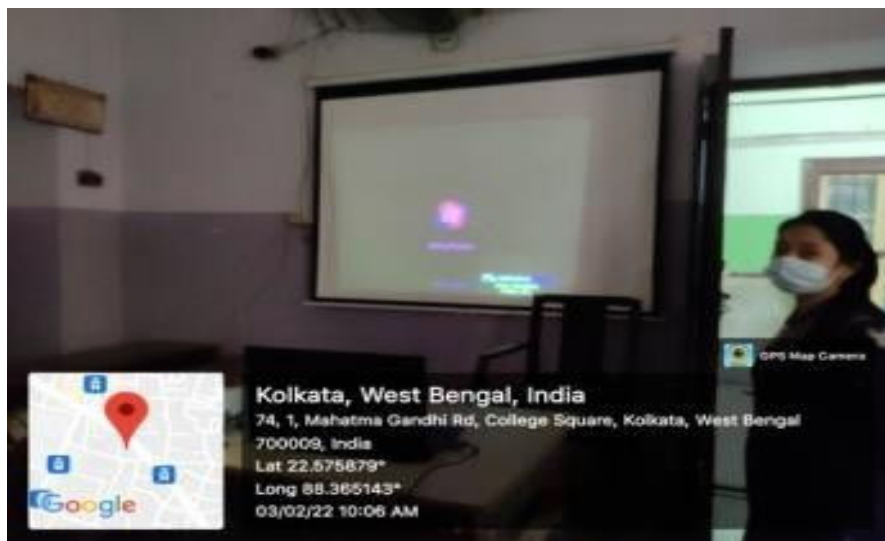 GPS Map Camera
Kolkata, West Bengal, India
74, 1, Mahatma Gandhi Rd, College Square, Kolkata, West Bengal
700009, India
Lat 22.575879°
Long 88.365143°
03/02/22 10:06 AM
Google